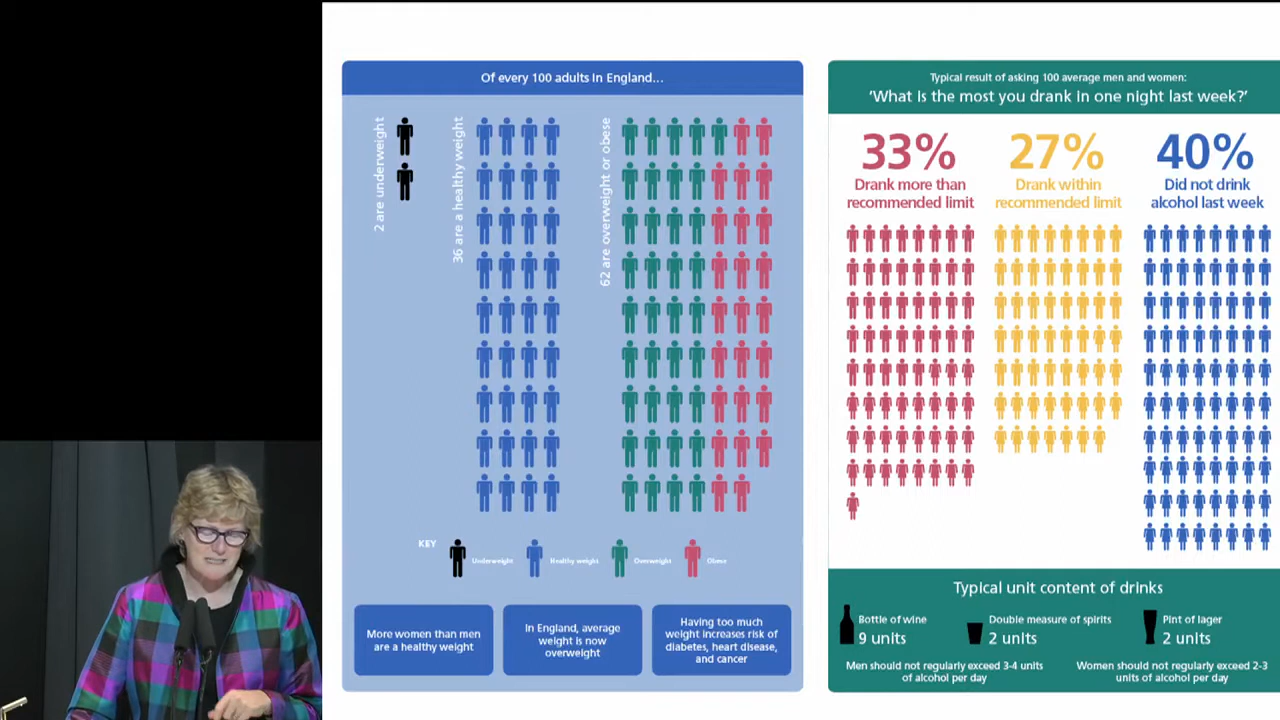 Of every 100 adults in England...
2 are underweight
36 are a healthy weight
62 are overweight or obese
KEY
Underweight
Healthy weight
Overweight
Obese
More women than men
are a healthy weight
In England, average
weight is now
overweight
Having too much
weight increases risk of
diabetes, heart disease,
and cancer
Typical result of asking 100 average men and women:
'What is the most you drank in one night last week?'
33%
Drank more than
recommended limit
27%
Drank within
recommended limit
40%
Did not drink
alcohol last week
Typical unit content of drinks
Bottle of wine
9 units
Double measure of spirits
2 units
Pint of lager
2 units
Men should not regularly exceed 3-4 units
of alcohol per day
Women should not regularly exceed 2-3
units of alcohol per day